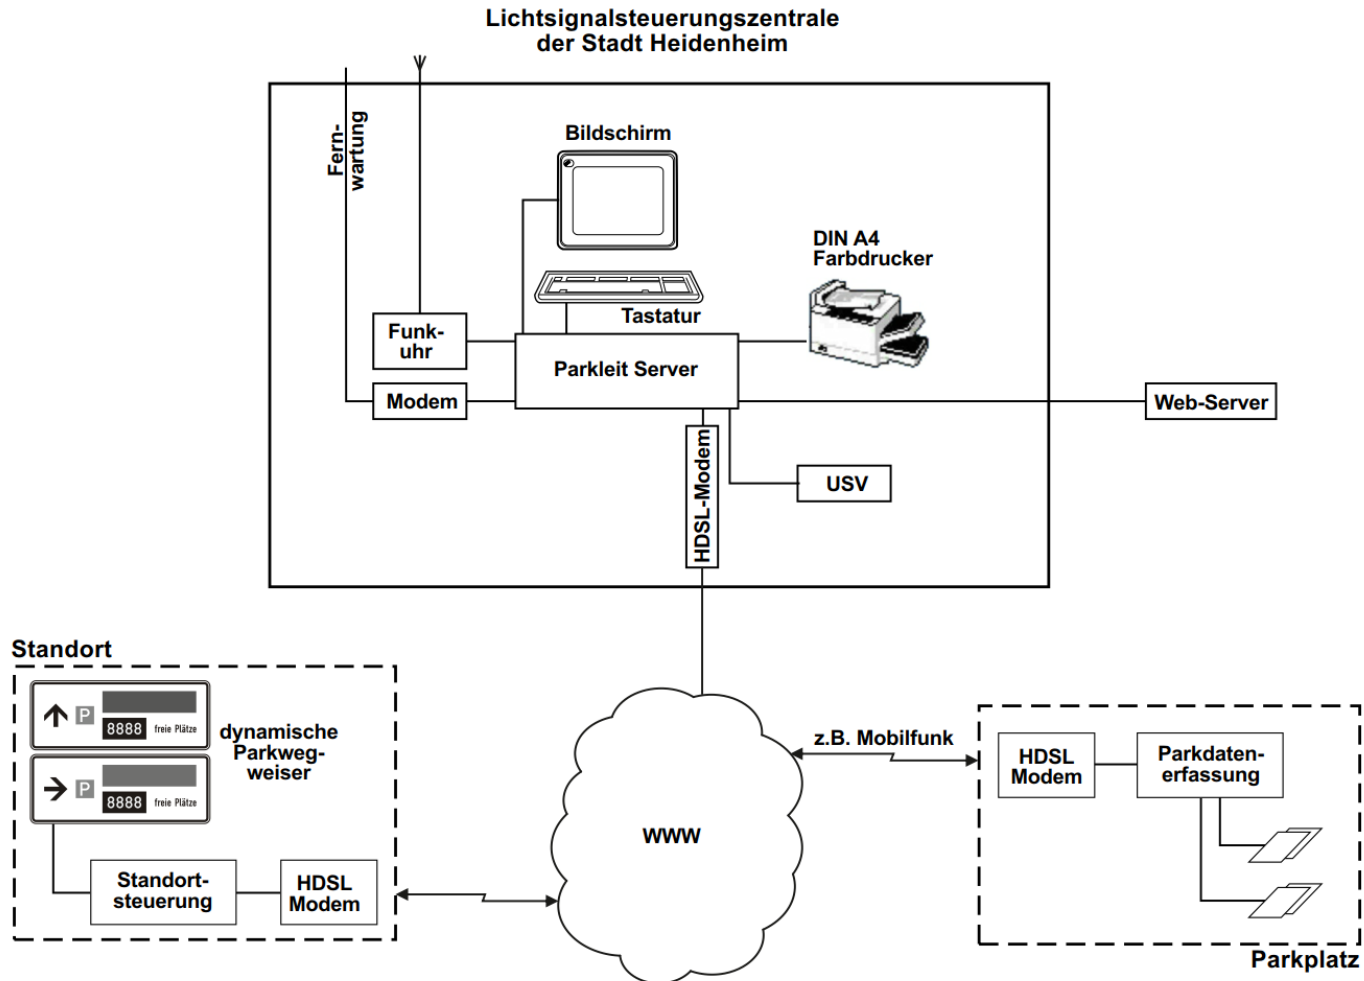 Lichtsignalsteuerungszentrale
der Stadt Heidenheim
Fern-
wartung
Bildschirm
DIN A4
Farbdrucker
Tastatur
Funk-
uhr
Parkleit Server
Modem
Web-Server
HDSL-Modem
USV
Standort
P
8888 freie Plätze
P
8888 freie Plätze
dynamische
Parkweg-
weiser
Standort-
steuerung
HDSL
Modem
WWW
z.B. Mobilfunk
HDSL
Modem
Parkdaten-
erfassung
Parkplatz